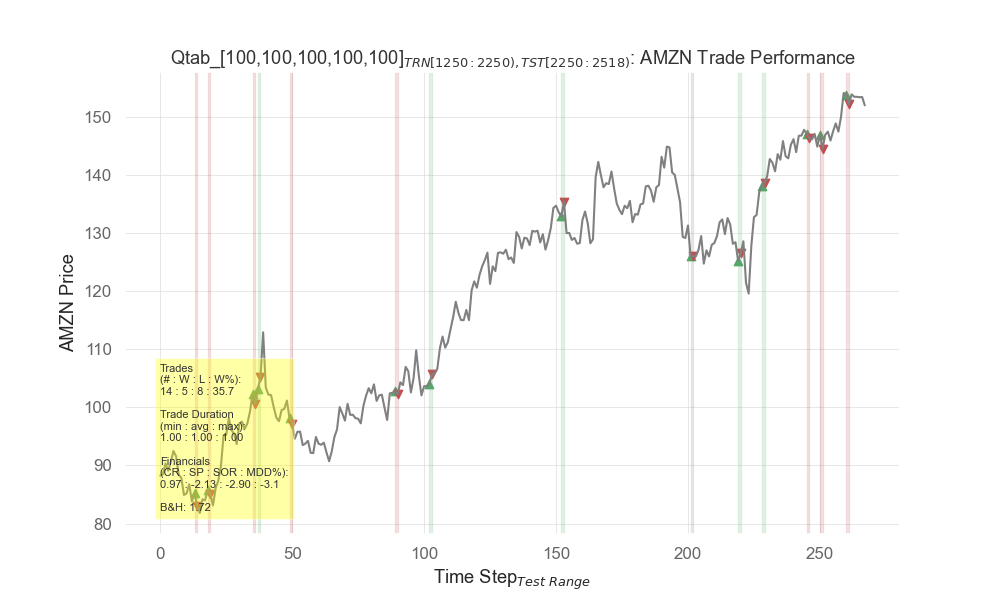 Qtab_[100,100,100,100,100]TRN[1250:2250),TST[2250:2518): AMZN Trade Performance
AMZN Price
150
140
130
120
110
100
90
80
Trades
(# : W : L : W%):
14 : 5 : 8 : 35.7
Trade Duration
(min : avg : max):
1.00 : 1.00 : 1.00
Financials
(CR : SP : SOR : MDD%):
0.97 : -2.13 : -2.90 : -3.1
B&H: 1.72
0 50 100 150 200 250
Time StepTest Range